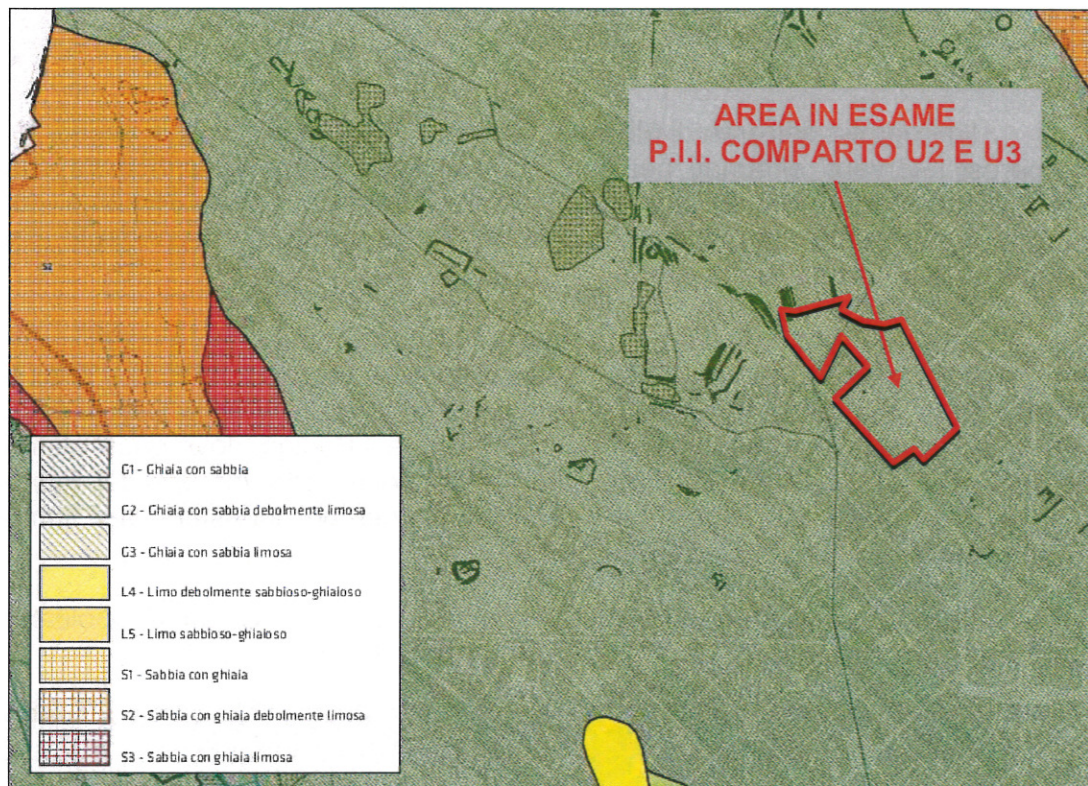 AREA IN ESAME
P.I.I. COMPARTO U2 E U3
S2
G1 - Ghiaia con sabbia
G2 - Ghiaia con sabbia debolmente limosa
G3 - Ghiaia con sabbia limosa
L4 - Limo debolmente sabbioso-ghiaioso
L5 - Limo sabbioso-ghiaioso
S1 - Sabbia con ghiaia
S2 - Sabbia con ghiaia debolmente limosa
S3 - Sabbia con ghiaia limosa